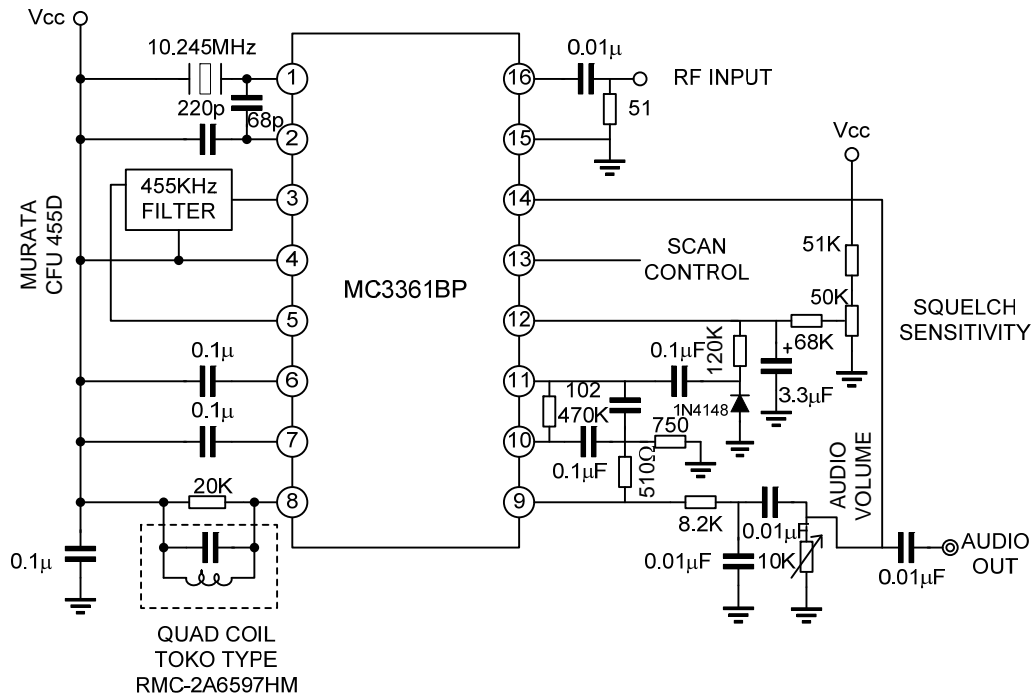 Vcc
10.245MHz
220p
68p
1
2
455KHz
FILTER
3
4
5
MURATA
CFU 455D
0.1μ
6
0.1μ
7
20K
8
0.1μ
QUAD COIL
TOKO TYPE
RMC-2A6597HM
MC3361BP
16
0.01μ
RF INPUT
51
15
14
Vcc
13
SCAN
CONTROL
51K
50K
SQUELCH
SENSITIVITY
12
68K
+
3.3μF
120K
0.1μF
11
102
470K
1N4148
10
0.1μF
750
510Ω
9
8.2K
0.01μF
0.01μF
10K
AUDIO
VOLUME
0.01μF
AUDIO
OUT